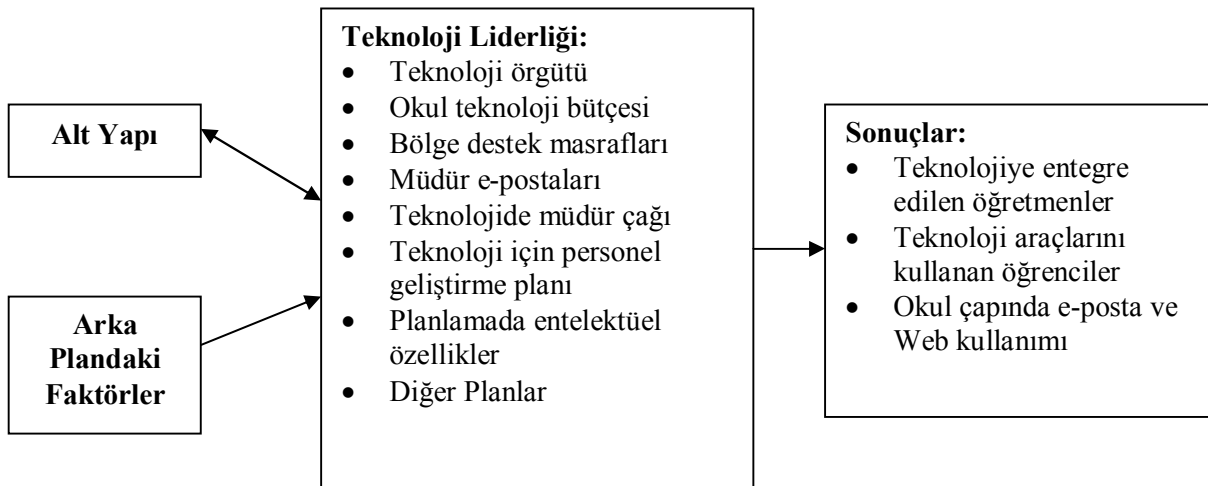 Alt Yapı
Arka
Plandaki
Faktörler
Teknoloji Liderliği:
• Teknoloji örgütü
• Okul teknoloji bütçesi
• Bölge destek masrafları
• Müdür e-postaları
• Teknolojide müdür çağı
• Teknoloji için personel
geliştirme planı
• Planlamada entelektüel
özellikler
• Diğer Planlar
Sonuçlar:
• Teknolojiye entegre
edilen öğretmenler
• Teknoloji araçlarını
kullanan öğrenciler
• Okul çapında e-posta ve
Web kullanımı